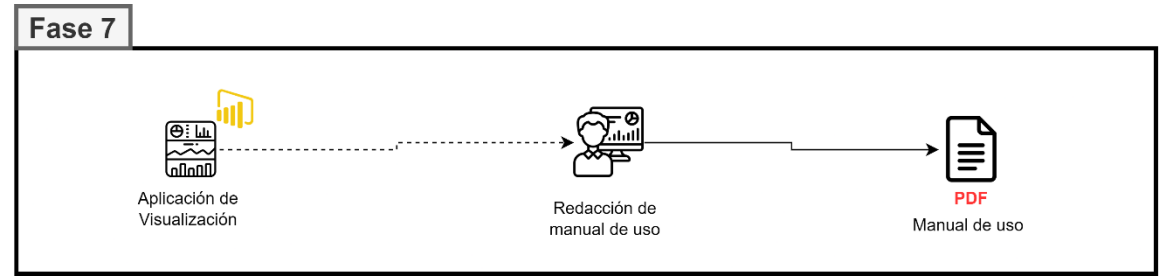 Fase 7
Aplicación de
Visualización
Redacción de
manual de uso
PDF
Manual de uso